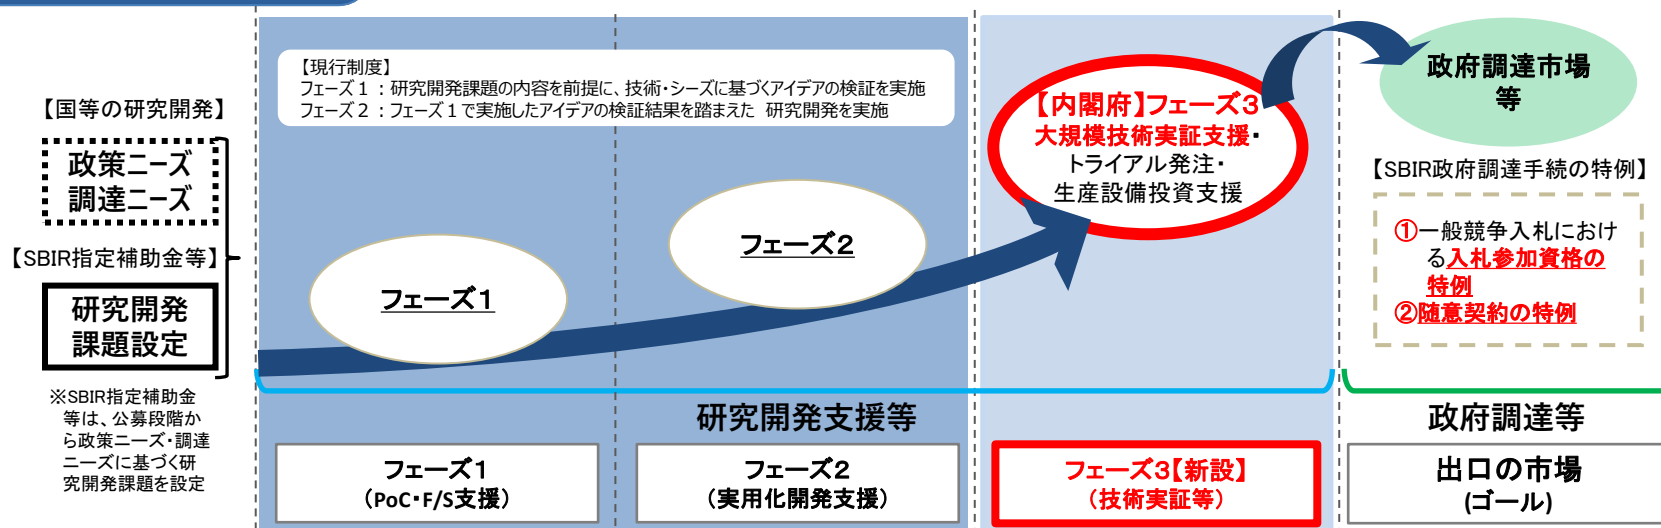 【国等の研究開発】
政策ニーズ
調達ニーズ
【SBIR指定補助金等】
研究開発
課題設定
※SBIR指定補助金
等は、公募段階か
ら政策ニーズ・調達
ニーズに基づく研
究開発課題を設定
【現行制度】
フェーズ１：研究開発課題の内容を前提に、技術・シーズに基づくアイデアの検証を実施
フェーズ２：フェーズ１で実施したアイデアの検証結果を踏まえた 研究開発を実施
フェーズ１
フェーズ２
【内閣府】フェーズ３
大規模技術実証支援・
トライアル発注・
生産設備投資支援
政府調達市場
等
【SBIR政府調達手続の特例】
①一般競争入札におけ
る入札参加資格の
特例
②随意契約の特例
研究開発支援等
政府調達等
フェーズ１
（PoC・F/S支援）
フェーズ２
（実用化開発支援）
フェーズ３【新設】
（技術実証等）
出口の市場
(ゴール)